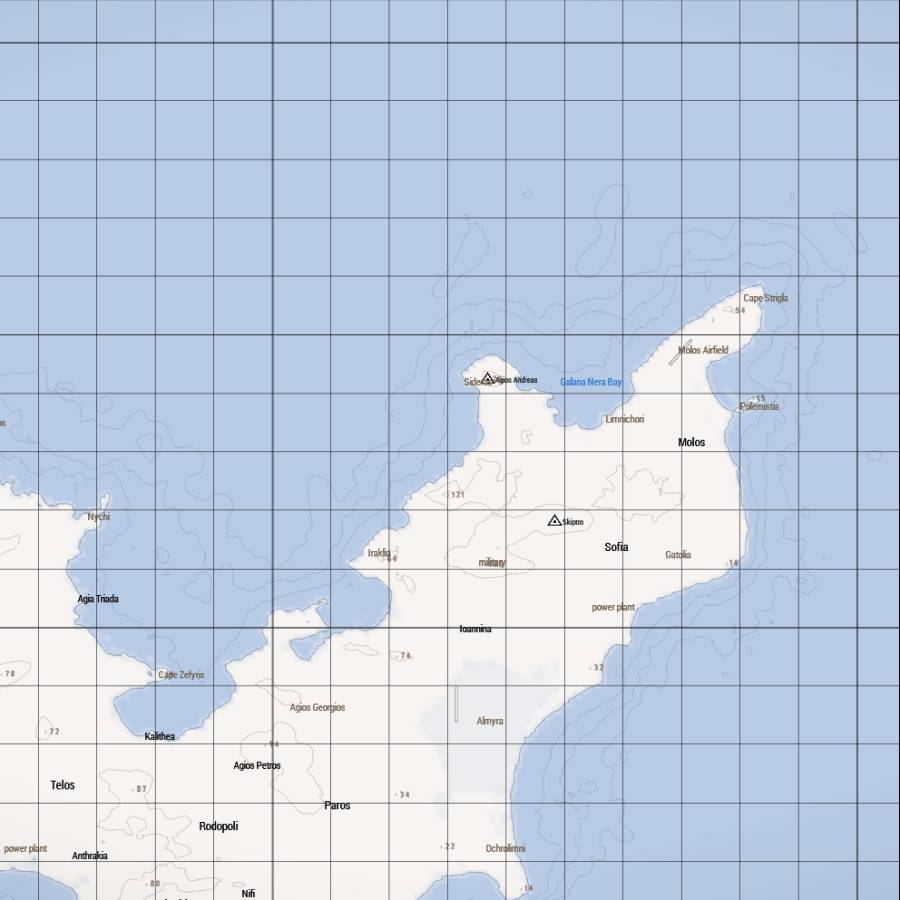 Cape Strigla
54
Molos Airfield
Agios Andreas
Galana Nera Bay
15
Polemistia
Limnichori
Molos
121
Nychi
Skiptro
Sofia
Iraklia
military
Gatolia
14
Agia Triada
power plant
Ioannina
74
32
78
Cape Zefyris
Agios Georgios
Almyra
72
Kalithea
94
Agios Petros
Telos
87
34
Paros
Rodopoli
22
Ochrolimni
power plant
Anthrakia
80
14
Nifi